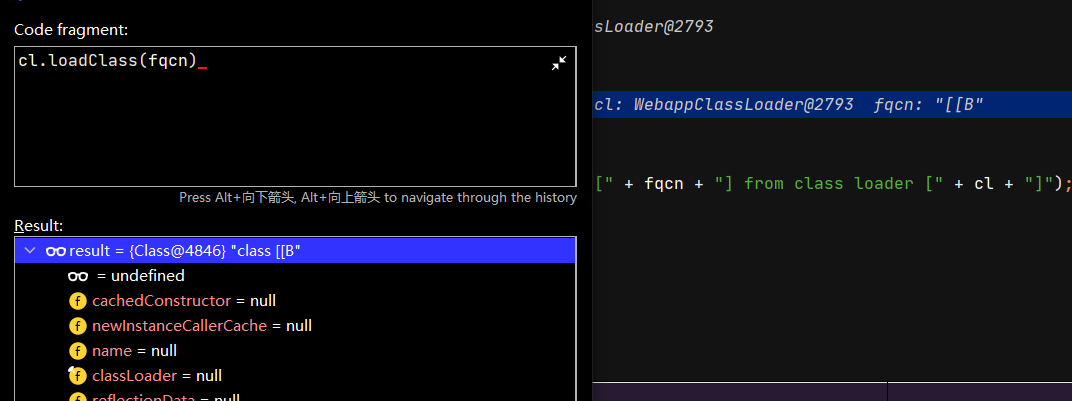 Code fragment:
cl.loadClass(fqcn)_
Press Alt+向下箭头, Alt+向上箭头 to navigate through the history
Result:
result = {Class@4846} "class [[B"
= undefined
f cachedConstructor = null
f newInstanceCallerCache = null
f name = null
f classLoader = null
f reflectionData = null
sLoader@2793
cl: WebappClassLoader@2793 fqcn: "[[B"
[" + fqcn + "] from class loader [" + cl + "]");